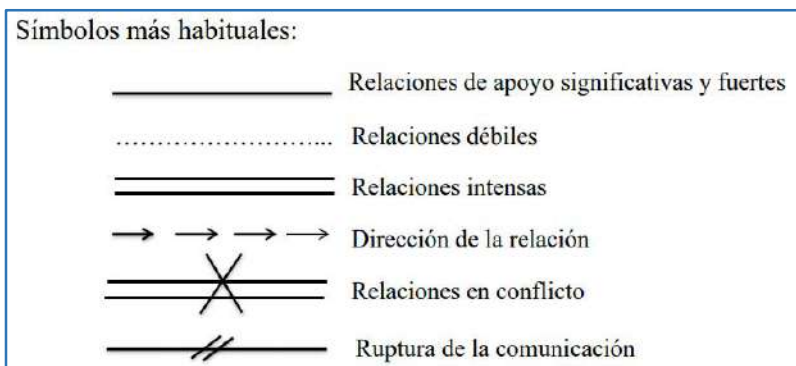 Símbolos más habituales:
Relaciones de apoyo significativas y fuertes
Relaciones débiles
Relaciones intensas
Dirección de la relación
Relaciones en conflicto
Ruptura de la comunicación